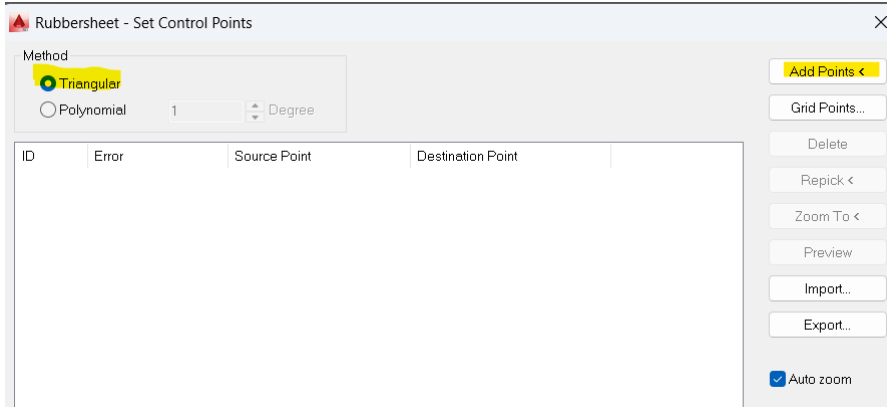 Rubbersheet - Set Control Points
Method
Triangular
Polynomial 1 Degree
ID Error Source Point Destination Point
Add Points <
Grid Points...
Delete
Repick <
Zoom To <
Preview
Import...
Export...
Auto zoom